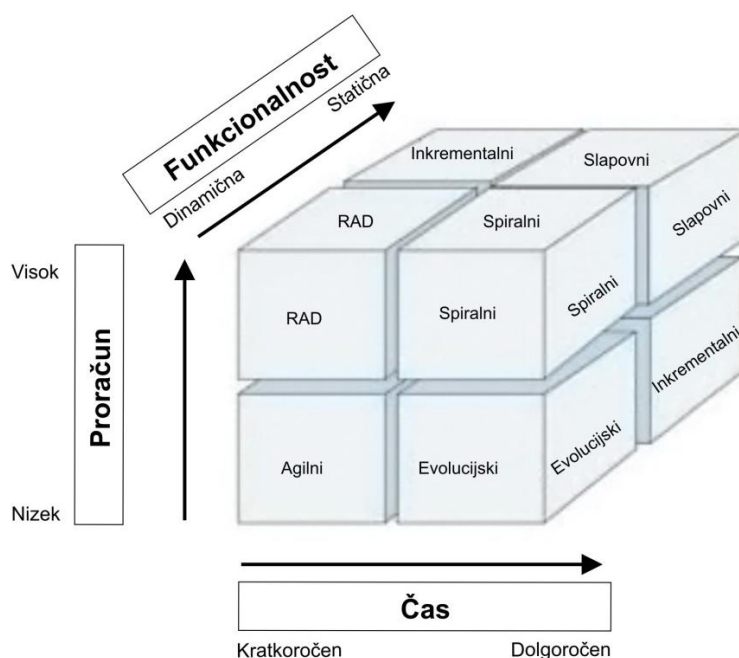 Funkcionalnost
Statična
Dinamična
Inkrementalni
Slapovni
RAD
Spiralni
Slapovni
Visok
Proračun
Nizek
RAD
Spiralni
Spiralni
Inkrementalni
Agilni
Evolucijski
Evolucijski
Čas
Kratkoročen
Dolgoročen